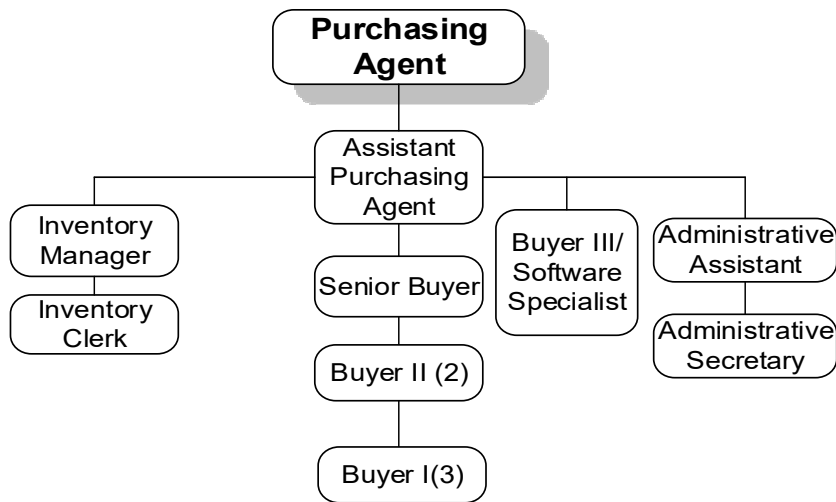 Purchasing
Agent
Assistant
Purchasing
Agent
Inventory
Manager
Inventory
Clerk
Senior Buyer
Buyer II (2)
Buyer I(3)
Buyer III/
Software
Specialist
Administrative
Assistant
Administrative
Secretary